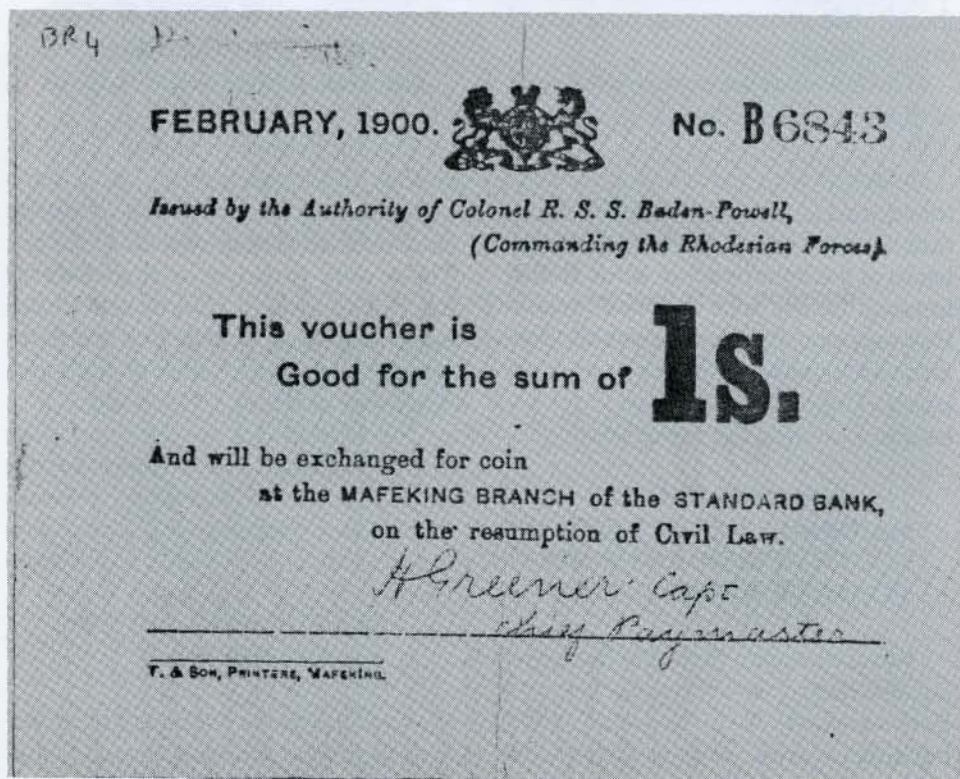 BR4
FEBRUARY, 1900. No. B 6843
Issued by the Authority of Colonel R. S. S. Baden-Powell,
(Commanding the Rhodesian Forces).
This voucher is
Good for the sum of 1s.
And will be exchanged for coin
at the MAFEKING BRANCH of the STANDARD BANK,
on the resumption of Civil Law.
H Greener Capt
Chief Paymaster
T. & SON, PRINTERS, MAFEKING.